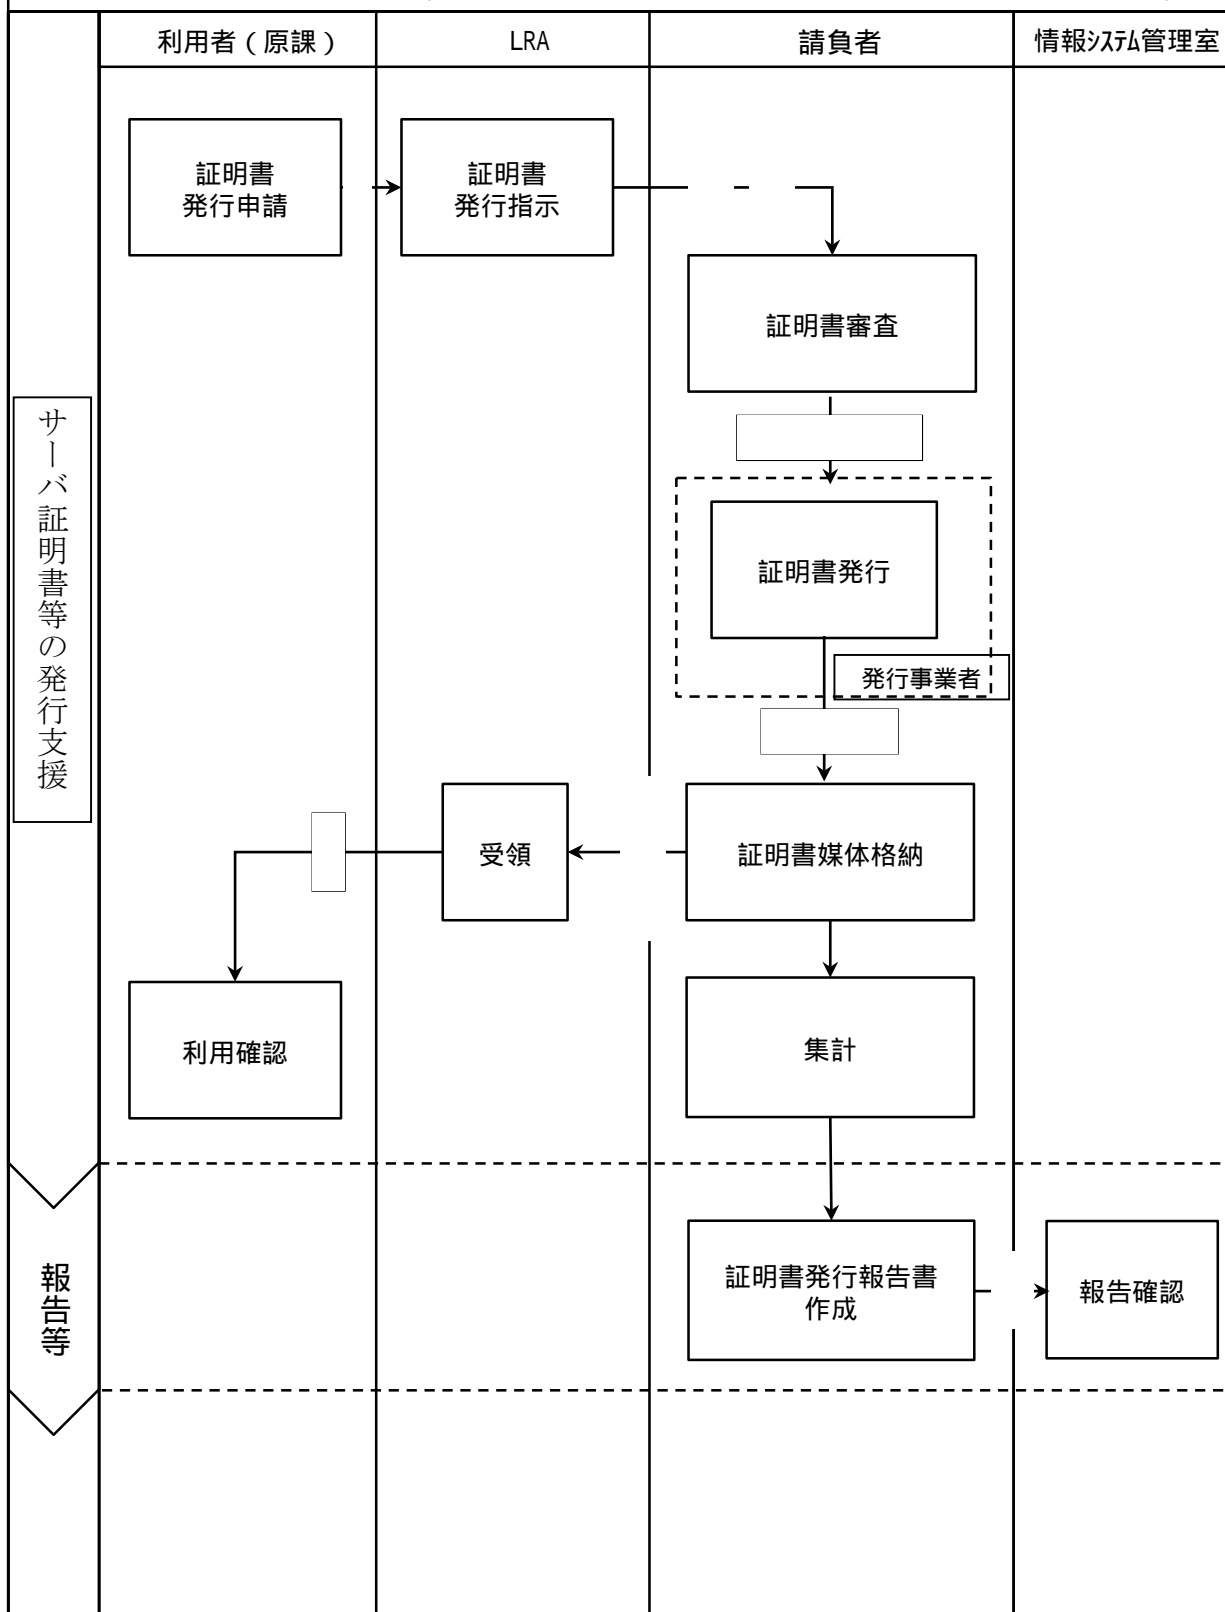 利用者（原課）
LRA
請負者
情報ｼｽﾃﾑ管理室
証明書
発行申請
証明書
発行指示
証明書審査
サーバ証明書等の発行支援
証明書発行
発行事業者
受領
証明書媒体格納
利用確認
集計
報告等
証明書発行報告書
作成
報告確認